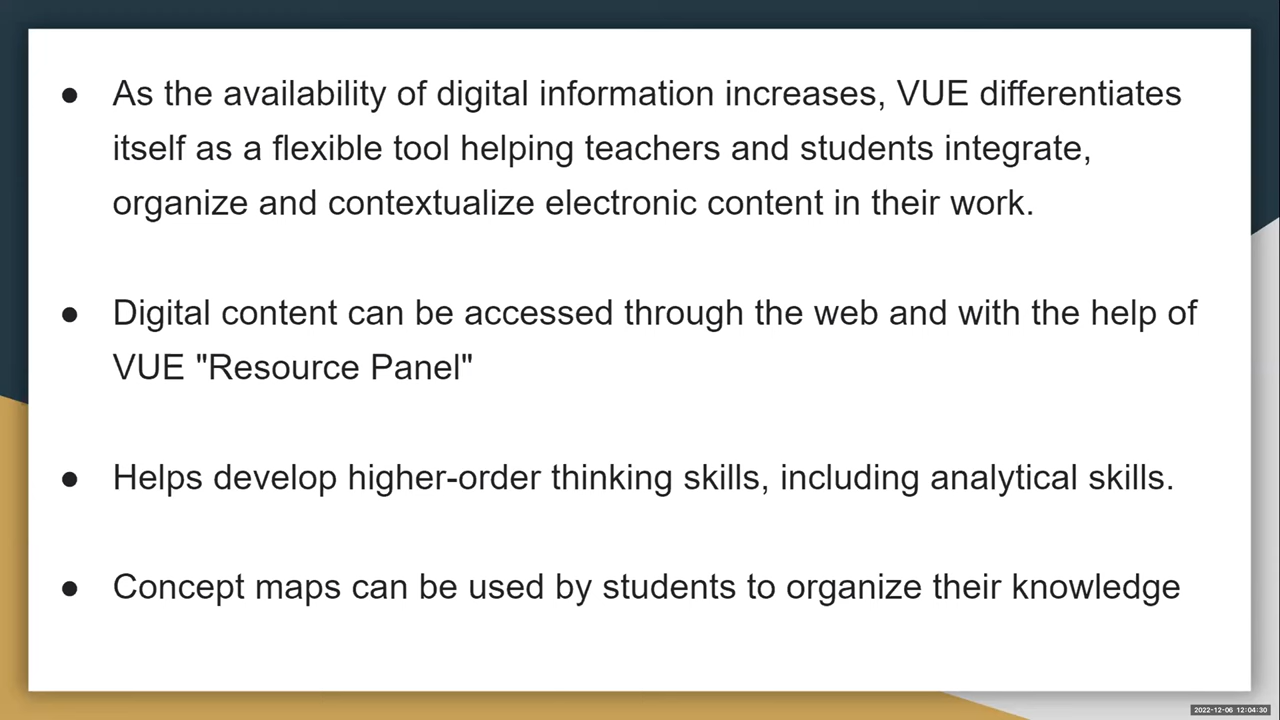 ● As the availability of digital information increases, VUE differentiates
itself as a flexible tool helping teachers and students integrate,
organize and contextualize electronic content in their work.
● Digital content can be accessed through the web and with the help of
VUE "Resource Panel"
● Helps develop higher-order thinking skills, including analytical skills.
● Concept maps can be used by students to organize their knowledge
2022-12-06 12:04:30